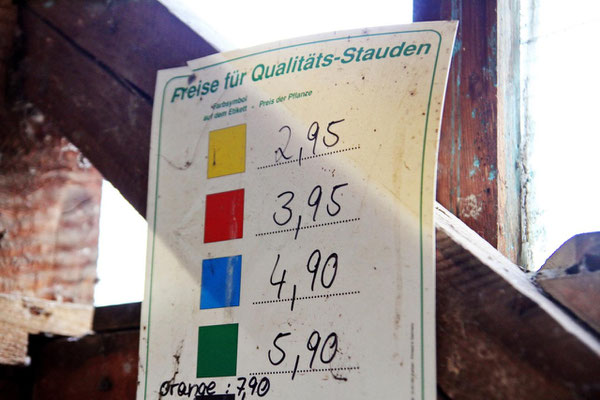 Preise für Qualitäts-Stauden
Farbsymbol Preis der Pflanze
auf dem Etikett
2,95
3,95
4,90
5,90
orange : 7,90